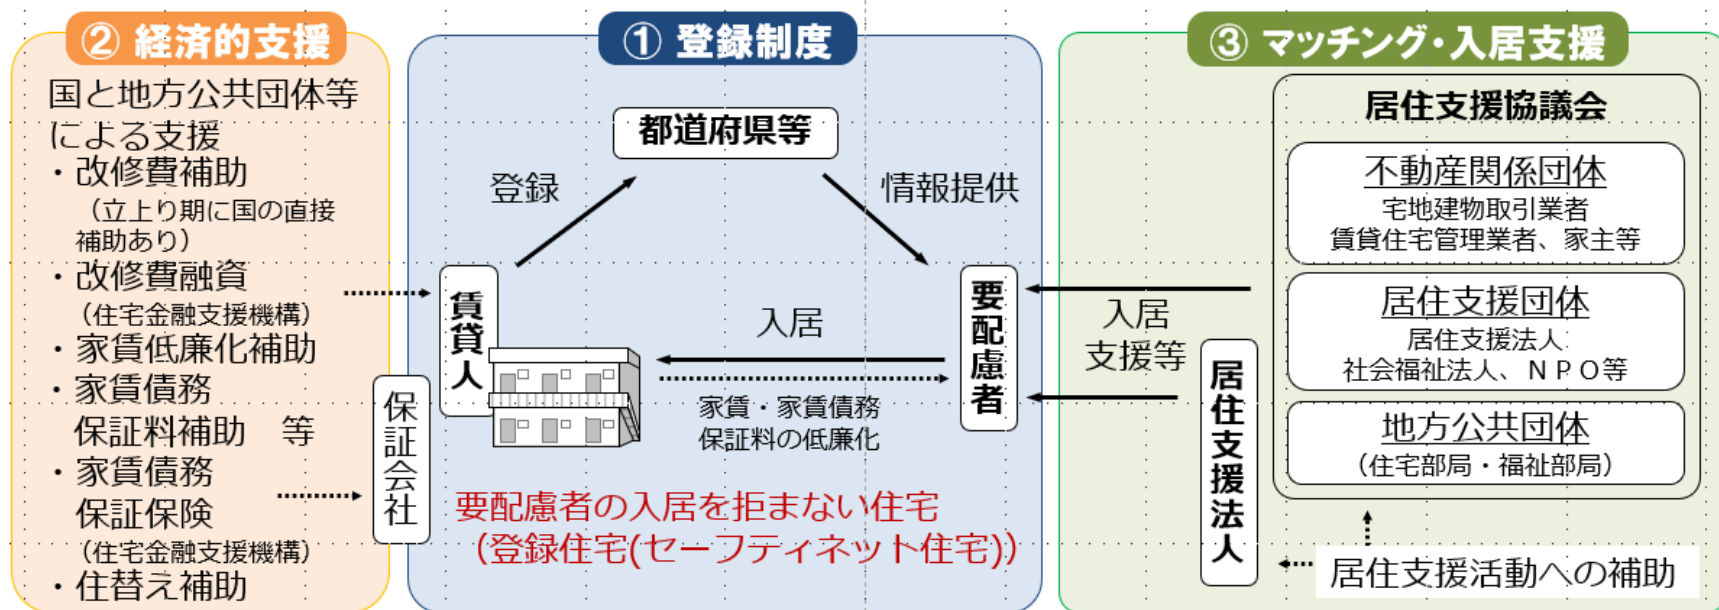 ② 経済的支援
国と地方公共団体等
による支援
・改修費補助
（立上り期に国の直接
補助あり）
・改修費融資
（住宅金融支援機構）
・家賃低廉化補助
・家賃債務
保証料補助　等
・家賃債務
保証保険
（住宅金融支援機構）
・住替え補助
保証会社
① 登録制度
都道府県等
登録
情報提供
賃貸人
要配慮者
入居
家賃・家賃債務
保証料の低廉化
要配慮者の入居を拒まない住宅
（登録住宅(セーフティネット住宅)）
③ マッチング・入居支援
居住支援協議会
不動産関係団体
宅地建物取引業者
賃貸住宅管理業者、家主等
居住支援団体
居住支援法人
社会福祉法人、ＮＰＯ等
地方公共団体
（住宅部局・福祉部局）
入居
支援等
居住支援法人
居住支援活動への補助